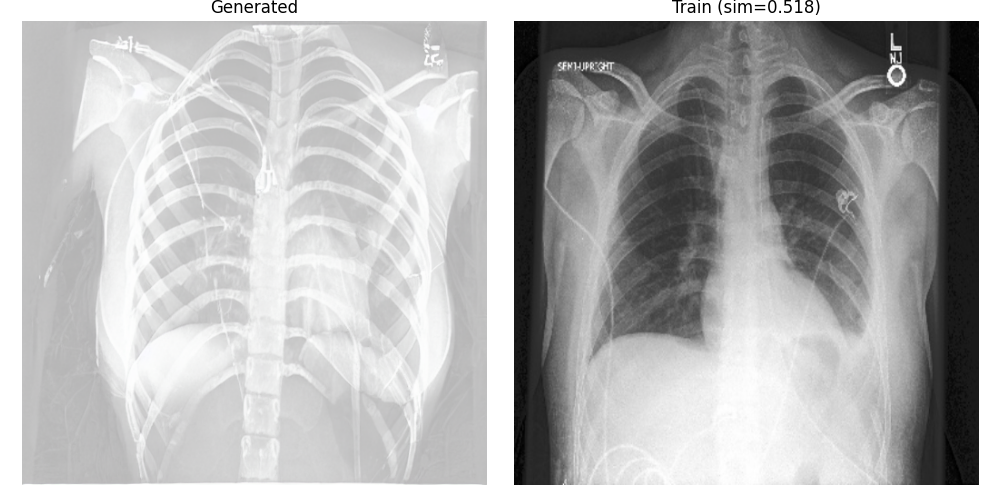 Generated
Train (sim=0.518)
SEMI-UPRIGHT
L
NJ